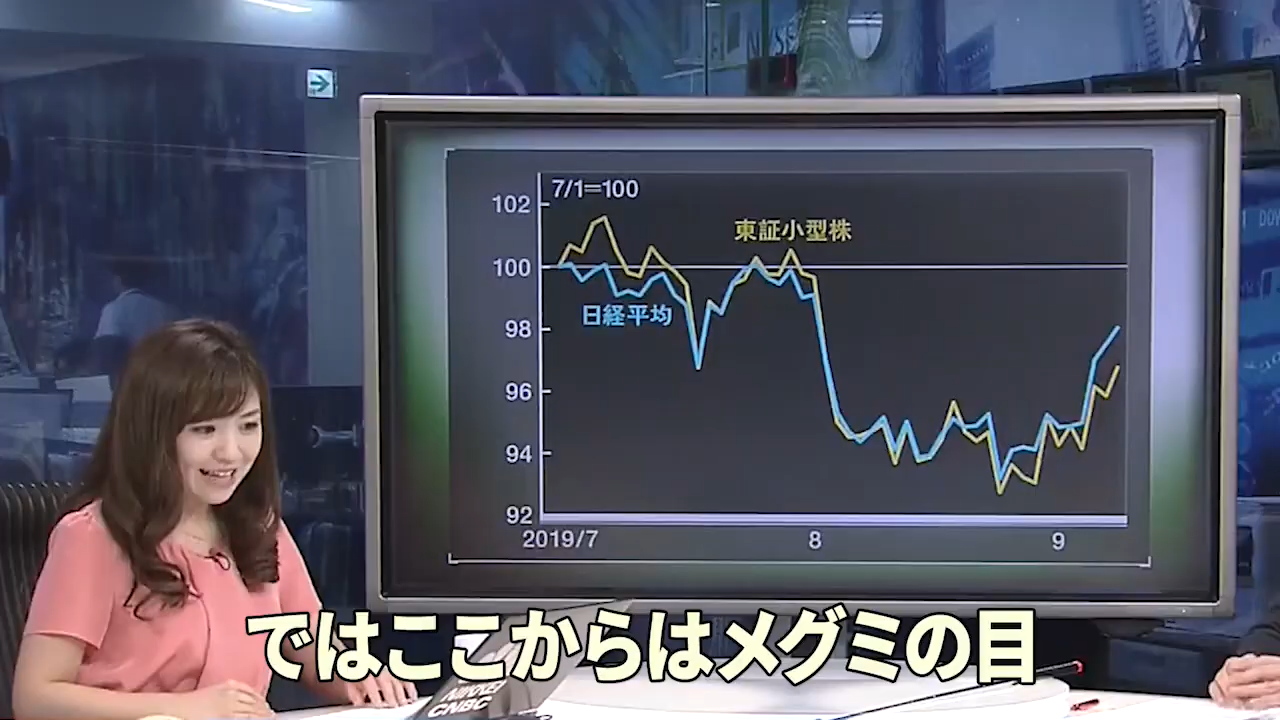 7/1=100
102
100
98
96
94
92
東証小型株
日経平均
2019/7
8
9
ではここからはメグミの目
NIKKEI
CNBC